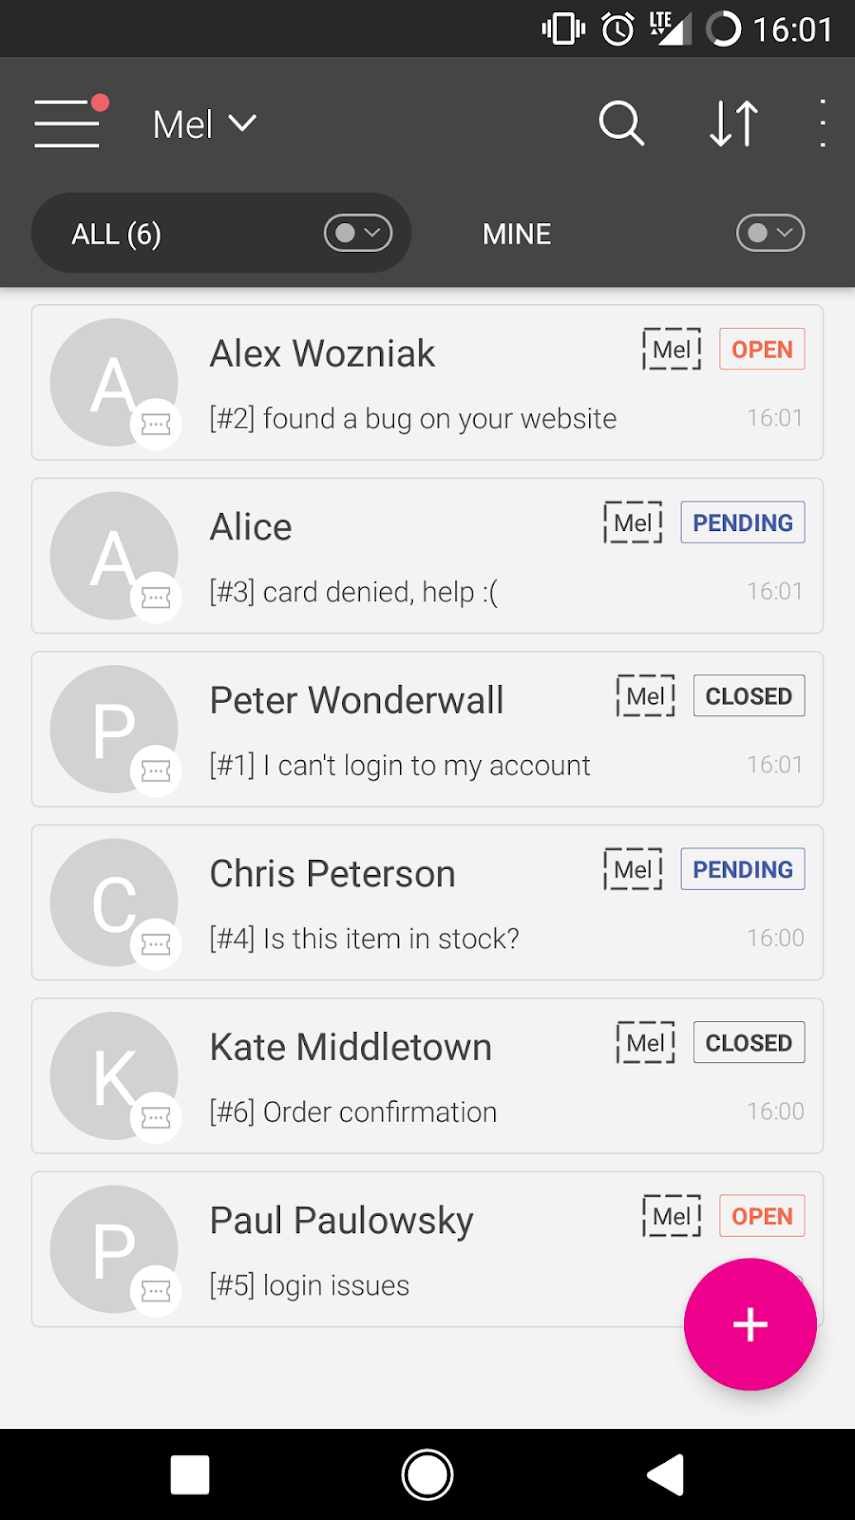 LTE 16:01
Mel
ALL (6) MINE
A Alex Wozniak Mel OPEN
[#2] found a bug on your website 16:01
A Alice Mel PENDING
[#3] card denied, help :( 16:01
P Peter Wonderwall Mel CLOSED
[#1] I can't login to my account 16:01
C Chris Peterson Mel PENDING
[#4] Is this item in stock? 16:00
K Kate Middletown Mel CLOSED
[#6] Order confirmation 16:00
P Paul Paulowsky Mel OPEN
[#5] login issues
+